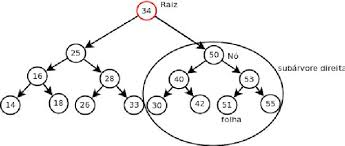 34 Raiz
25 50 Nó
16 28 40 53 subárvore direita
14 18 26 33 30 42 51 55
folha